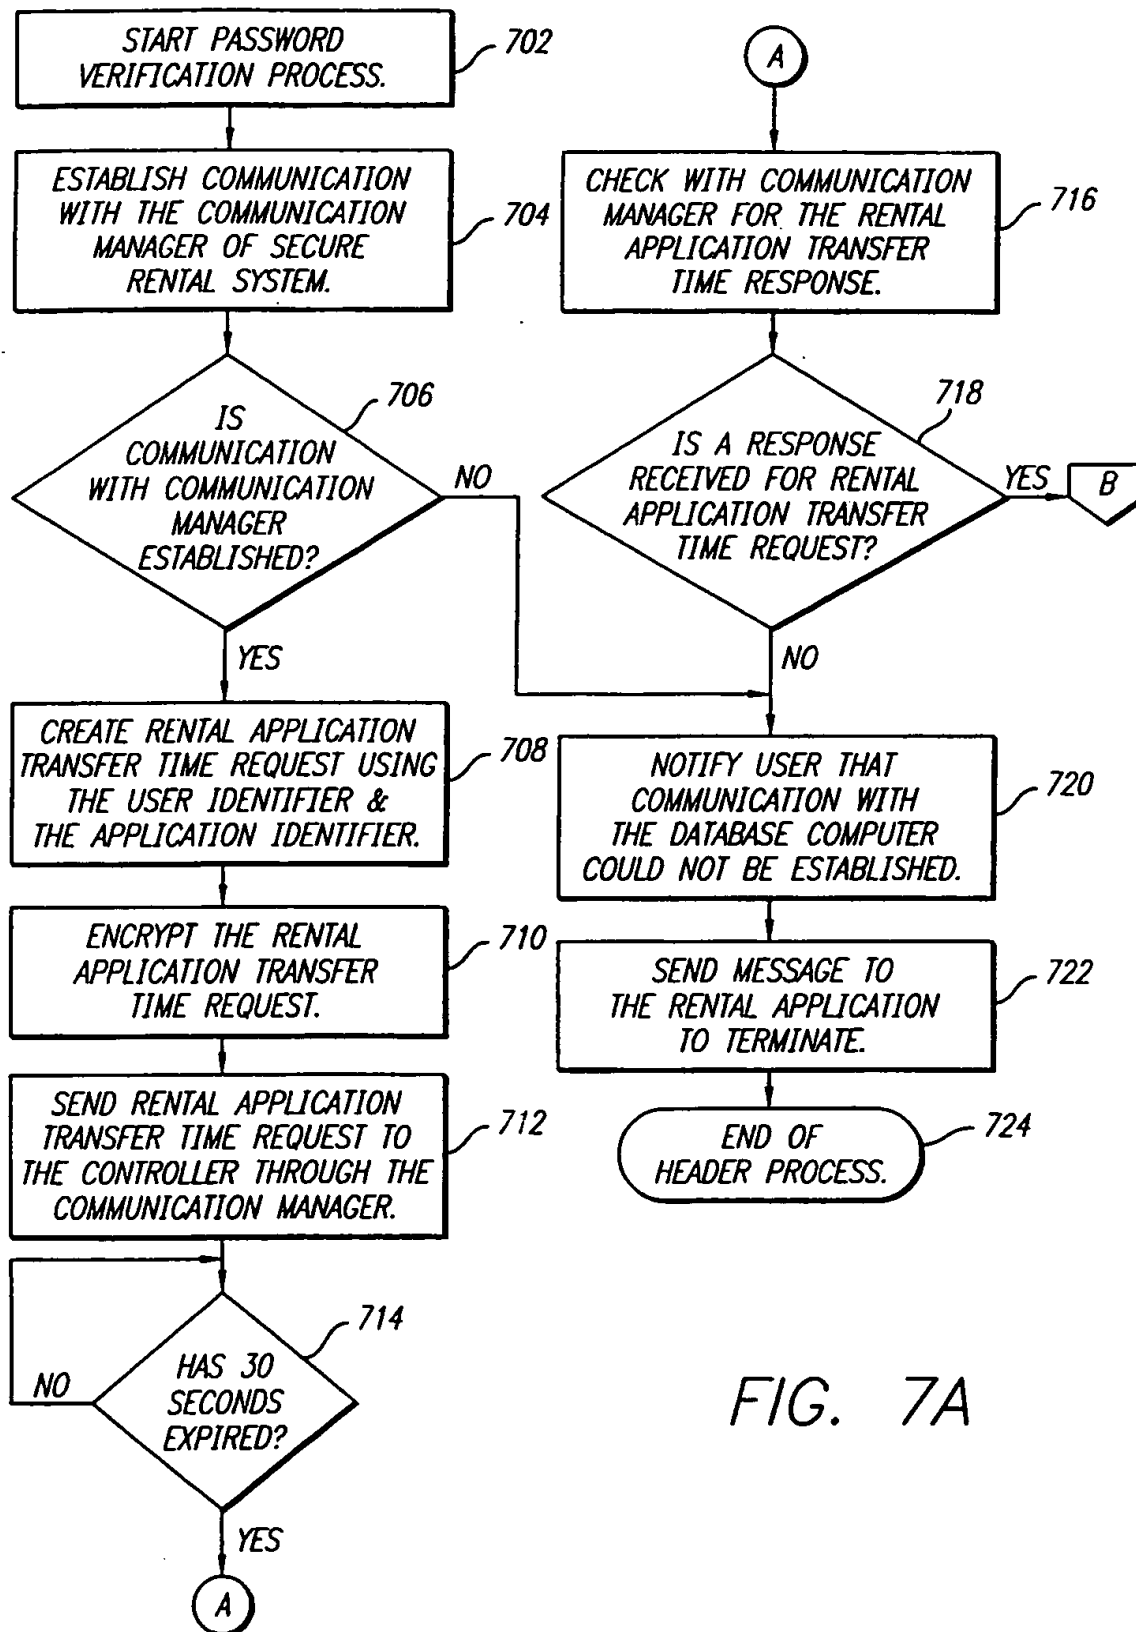 START PASSWORD
VERIFICATION PROCESS.
702
ESTABLISH COMMUNICATION
WITH THE COMMUNICATION
MANAGER OF SECURE
RENTAL SYSTEM.
704
IS
COMMUNICATION
WITH COMMUNICATION
MANAGER
ESTABLISHED?
706
NO
YES
CREATE RENTAL APPLICATION
TRANSFER TIME REQUEST USING
THE USER IDENTIFIER &
THE APPLICATION IDENTIFIER.
708
ENCRYPT THE RENTAL
APPLICATION TRANSFER
TIME REQUEST.
710
SEND RENTAL APPLICATION
TRANSFER TIME REQUEST TO
THE CONTROLLER THROUGH THE
COMMUNICATION MANAGER.
712
HAS 30
SECONDS
EXPIRED?
714
NO
YES
A
A
CHECK WITH COMMUNICATION
MANAGER FOR THE RENTAL
APPLICATION TRANSFER
TIME RESPONSE.
716
IS A RESPONSE
RECEIVED FOR RENTAL
APPLICATION TRANSFER
TIME REQUEST?
718
YES
B
NO
NOTIFY USER THAT
COMMUNICATION WITH
THE DATABASE COMPUTER
COULD NOT BE ESTABLISHED.
720
SEND MESSAGE TO
THE RENTAL APPLICATION
TO TERMINATE.
722
END OF
HEADER PROCESS.
724
FIG. 7A